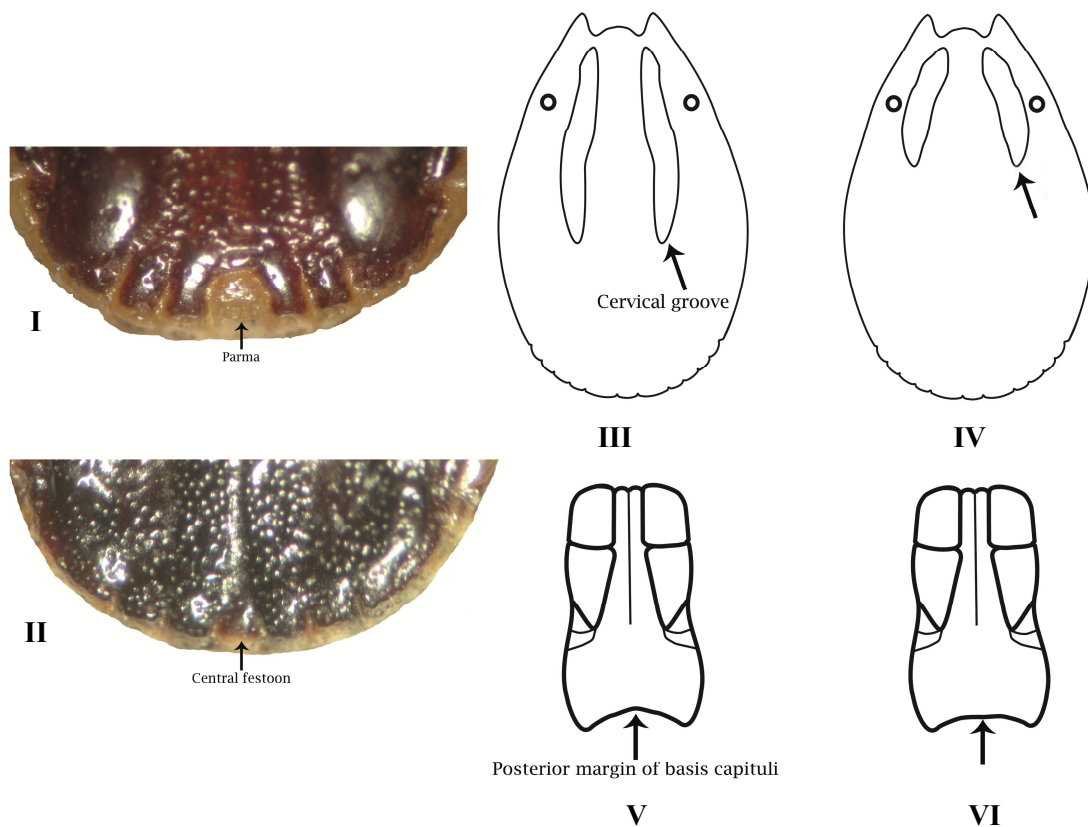 I
Parma
II
Central festoon
Cervical groove
III
IV
Posterior margin of basis capituli
V
VI